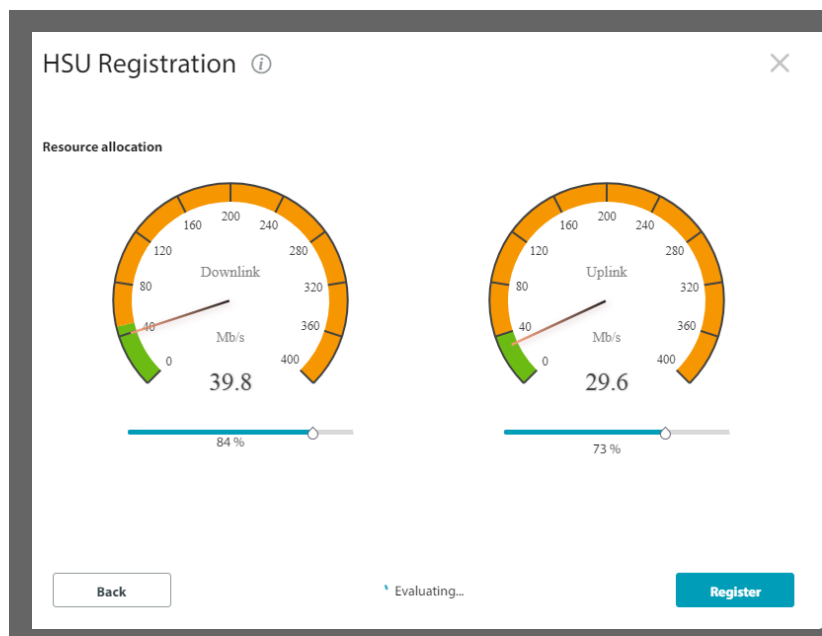 HSU Registration i
Resource allocation
0
40
80
120
160
200
240
280
320
360
400
Downlink
Mb/s
39.8
84 %
0
40
80
120
160
200
240
280
320
360
400
Uplink
Mb/s
29.6
73 %
Back
Evaluating...
Register